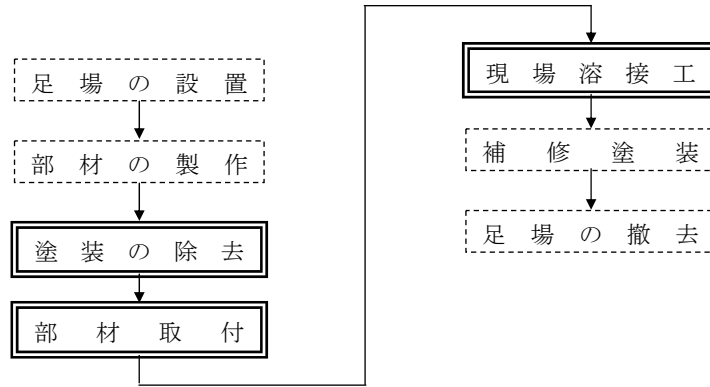 足場の設置
部材の製作
塗装の除去
部材取付
現場溶接工
補修塗装
足場の撤去